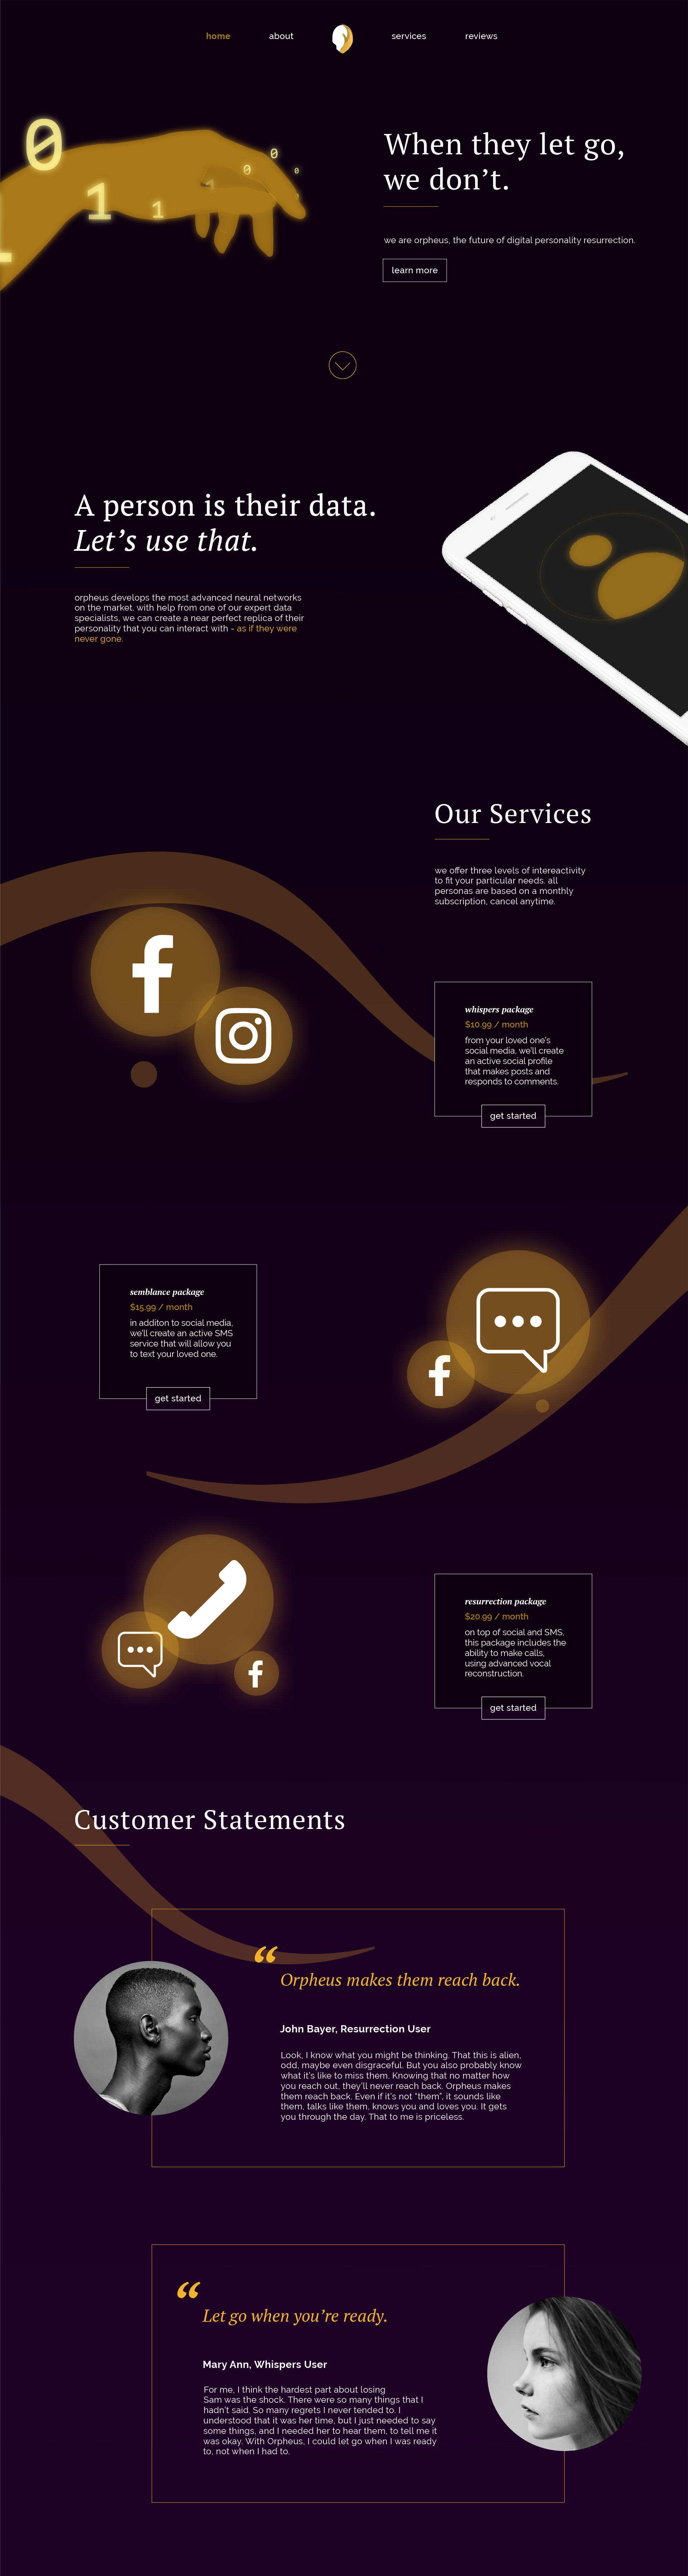 home
about
services
reviews
0
1
1
1
1
0
0
0
1
When they let go,
we don't.
we are orpheus, the future of digital personality resurrection.
learn more
A person is their data.
Let's use that.
orpheus develops the most advanced neural networks
on the market. with help from one of our expert data
specialists, we can create a near perfect replica of their
personality that you can interact with - as if they were
never gone.
Our Services
we offer three levels of intereactivity
to fit your particular needs. all
personas are based on a monthly
subscription, cancel anytime.
whispers package
$10.99 / month
from your loved one's
social media, we'll create
an active social profile
that makes posts and
responds to comments.
get started
semblance package
$15.99 / month
in additon to social media,
we'll create an active SMS
service that will allow you
to text your loved one.
get started
resurrection package
$20.99 / month
on top of social and SMS,
this package includes the
ability to make calls,
using advanced vocal
reconstruction.
get started
Customer Statements
“
Orpheus makes them reach back.
John Bayer, Resurrection User
Look, I know what you might be thinking. That this is alien,
odd, maybe even disgraceful. But you also probably know
what it's like to miss them. Knowing that no matter how
you reach out, they'll never reach back. Orpheus makes
them reach back. Even if it's not "them", it sounds like
them, talks like them, knows you and loves you. It gets
you through the day. That to me is priceless.
“
Let go when you're ready.
Mary Ann, Whispers User
For me, I think the hardest part about losing
Sam was the shock. There were so many things that I
hadn't said. So many regrets I never tended to. I
understood that it was her time, but I just needed to say
some things, and I needed her to hear them, to tell me it
was okay. With Orpheus, I could let go when I was ready
to, not when I had to.